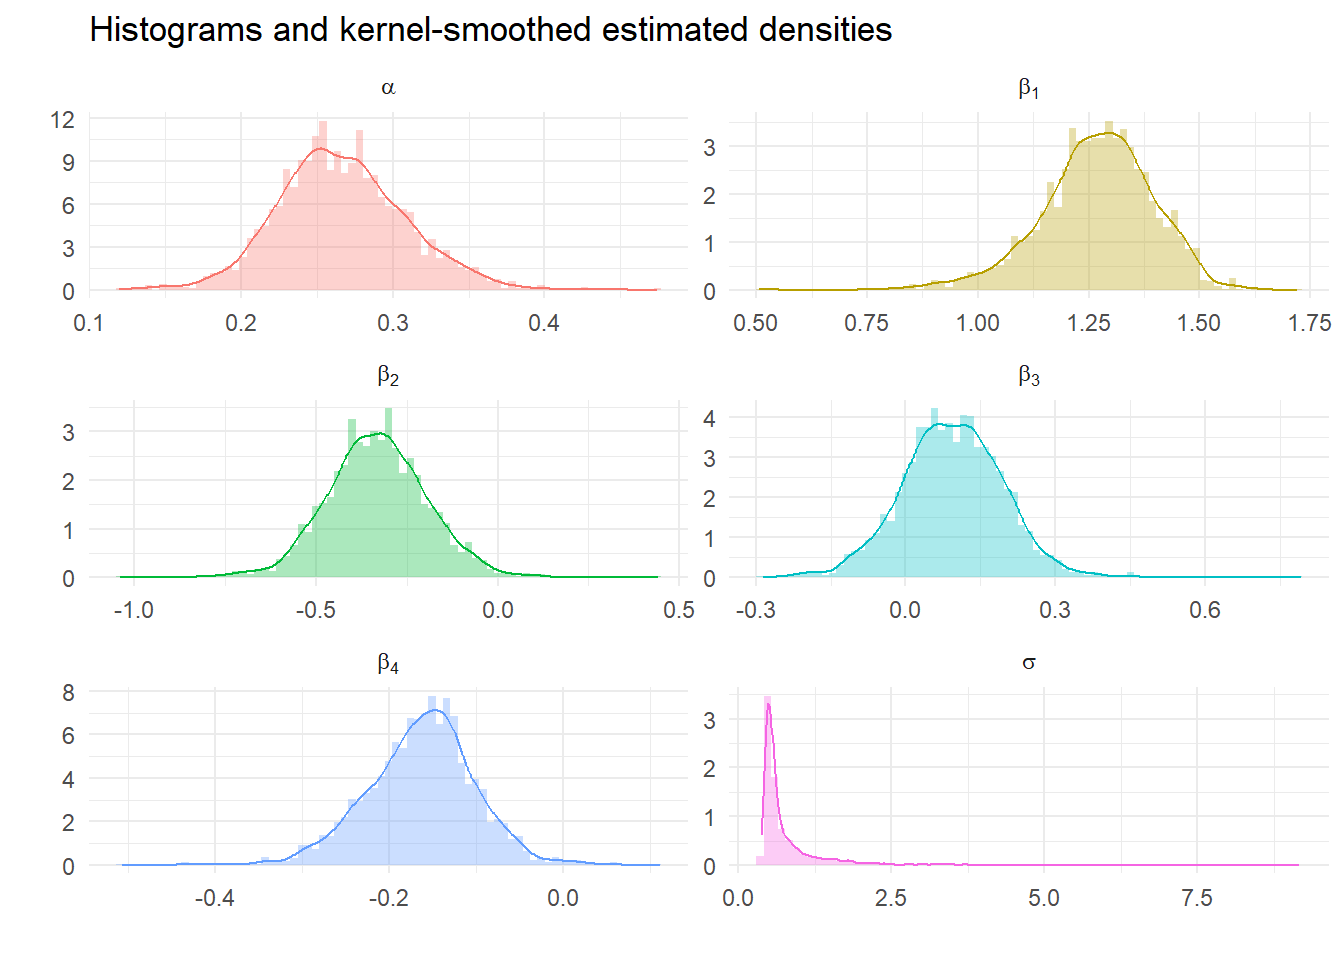 Histograms and kernel-smoothed estimated densities
α
12
9
6
3
0
0.1 0.2 0.3 0.4
β1
3
2
1
0
0.50 0.75 1.00 1.25 1.50 1.75
β2
3
2
1
0
-1.0 -0.5 0.0 0.5
β3
4
3
2
1
0
-0.3 0.0 0.3 0.6
β4
8
6
4
2
0
-0.4 -0.2 0.0
σ
3
2
1
0
0.0 2.5 5.0 7.5